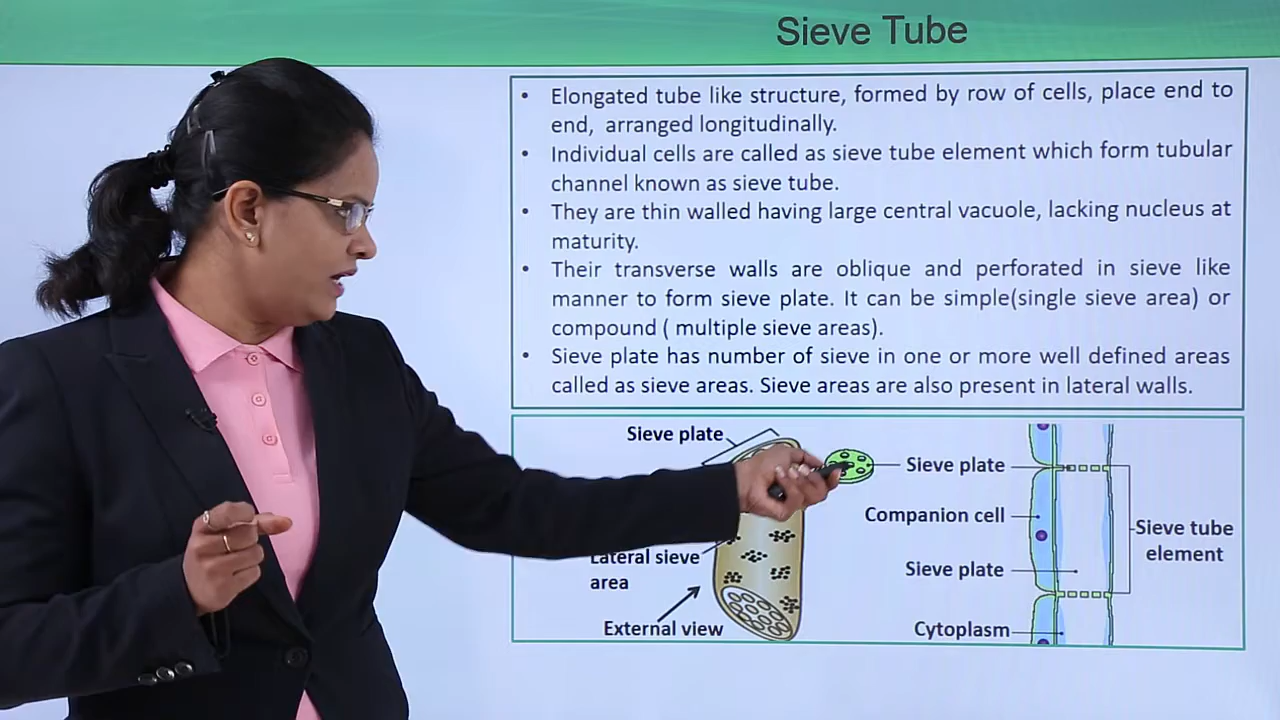 Sieve Tube
• Elongated tube like structure, formed by row of cells, place end to
end, arranged longitudinally.
• Individual cells are called as sieve tube element which form tubular
channel known as sieve tube.
• They are thin walled having large central vacuole, lacking nucleus at
maturity.
• Their transverse walls are oblique and perforated in sieve like
manner to form sieve plate. It can be simple(single sieve area) or
compound ( multiple sieve areas).
• Sieve plate has number of sieve in one or more well defined areas
called as sieve areas. Sieve areas are also present in lateral walls.
Sieve plate
Lateral sieve
area
External view
Sieve plate
Companion cell
Sieve plate
Cytoplasm
Sieve tube
element